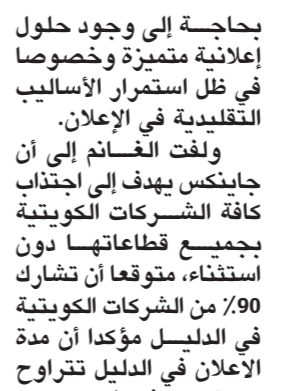 بحاجة إلى وجود حلول
إعلانية متميزة وخصوصا
في ظل استمرار الأساليب
التقليدية في الإعلان.
ولفت الغانم إلى أن
جاينكس يهدف إلى اجتذاب
كافة الشركات الكويتية
بجميع قطاعاتها دون
استثناء، متوقعا أن تشارك
90٪ من الشركات الكويتية
في الدليل مؤكدا أن مدة
الاعلان في الدليل تتراوح